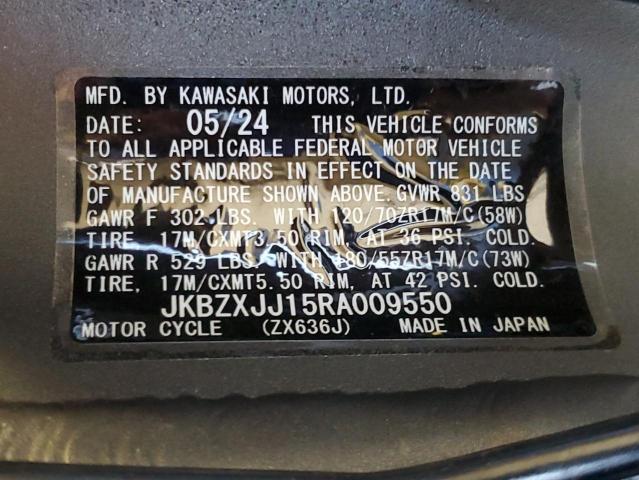 MFD. BY KAWASAKI MOTORS, LTD.
DATE: 05/24 THIS VEHICLE CONFORMS
TO ALL APPLICABLE FEDERAL MOTOR VEHICLE
SAFETY STANDARDS IN EFFECT ON THE DATE
OF MANUFACTURE SHOWN ABOVE. GVWR 831 LBS
GAWR F 302 LBS. WITH 120/70ZR17M/C(58W)
TIRE, 17M/CXMT3.50 RIM, AT 36 PSI. COLD.
GAWR R 529 LBS. WITH 180/55ZR17M/C(73W)
TIRE, 17M/CXMT5.50 RIM, AT 42 PSI. COLD.
JKBZXJJ15RA009550
MOTOR CYCLE (ZX636J) MADE IN JAPAN